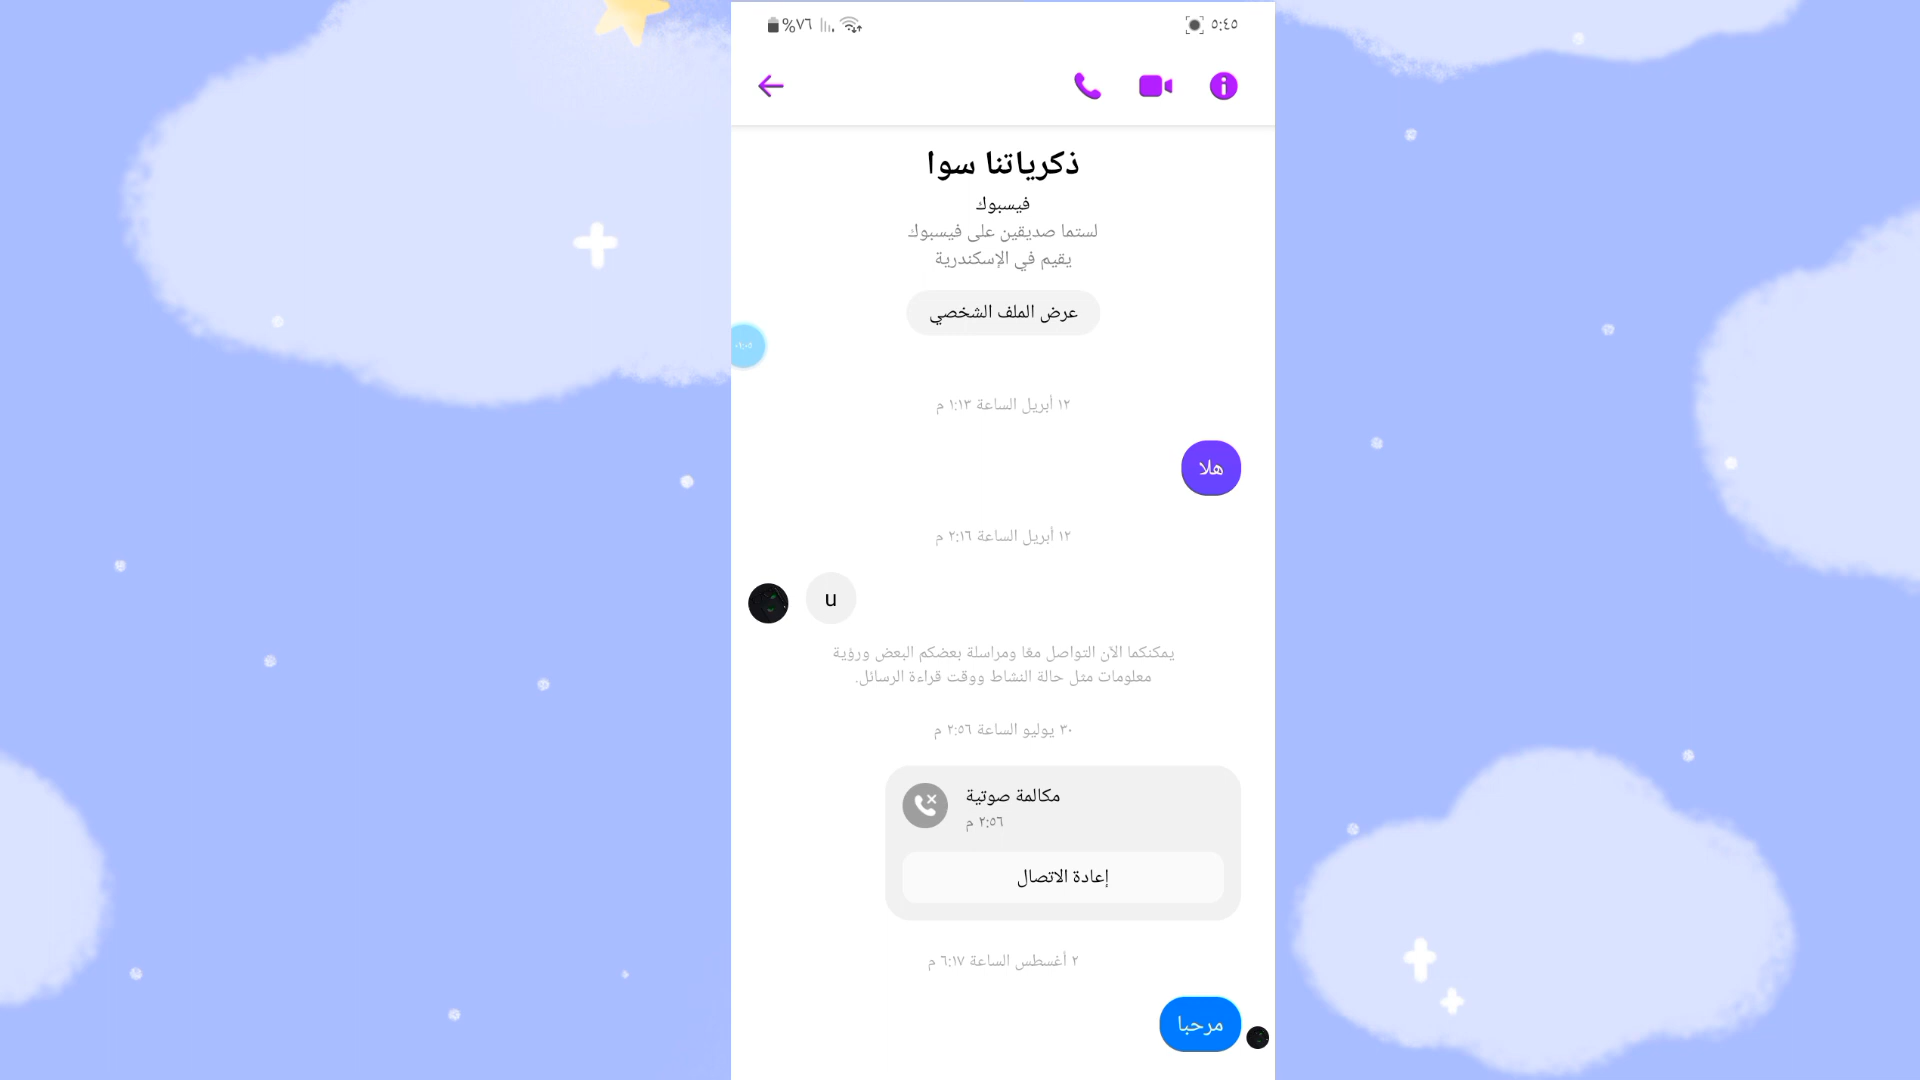 %٧٦
٥:٤٥
ذكرياتنا سوا
فيسبوك
لستما صديقين على فيسبوك
يقيم في الإسكندرية
عرض الملف الشخصي
١٢ أبريل الساعة ١:١٣ م
هلا
١٢ أبريل الساعة ٢:١٦ م
u
يمكنكما الآن التواصل معًا ومراسلة بعضكم البعض ورؤية
معلومات مثل حالة النشاط ووقت قراءة الرسائل.
٣٠ يوليو الساعة ٢:٥٦ م
مكالمة صوتية
٢:٥٦ م
إعادة الاتصال
٢ أغسطس الساعة ٦:١٧ م
مرحبا